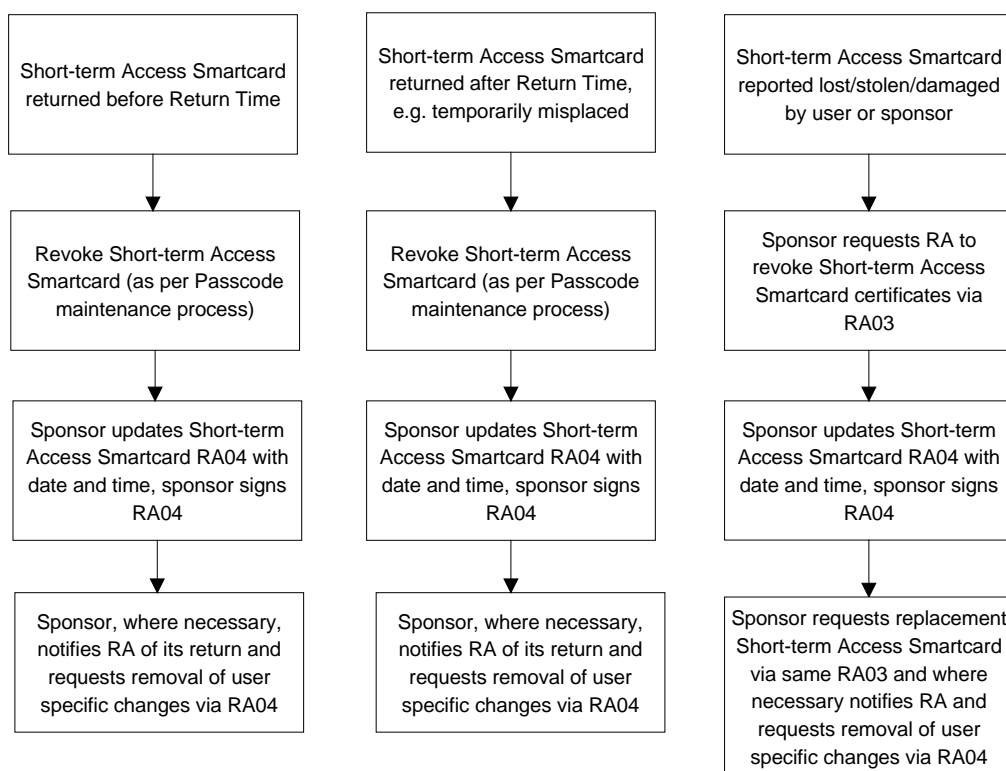 Short-term Access Smartcard
returned before Return Time
Short-term Access Smartcard
returned after Return Time,
e.g. temporarily misplaced
Short-term Access Smartcard
reported lost/stolen/damaged
by user or sponsor
Revoke Short-term Access
Smartcard (as per Passcode
maintenance process)
Revoke Short-term Access
Smartcard (as per Passcode
maintenance process)
Sponsor requests RA to
revoke Short-term Access
Smartcard certificates via
RA03
Sponsor updates Short-term
Access Smartcard RA04 with
date and time, sponsor signs
RA04
Sponsor updates Short-term
Access Smartcard RA04 with
date and time, sponsor signs
RA04
Sponsor updates Short-term
Access Smartcard RA04 with
date and time, sponsor signs
RA04
Sponsor, where necessary,
notifies RA of its return and
requests removal of user
specific changes via RA04
Sponsor, where necessary,
notifies RA of its return and
requests removal of user
specific changes via RA04
Sponsor requests replacement
Short-term Access Smartcard
via same RA03 and where
necessary notifies RA and
requests removal of user
specific changes via RA04